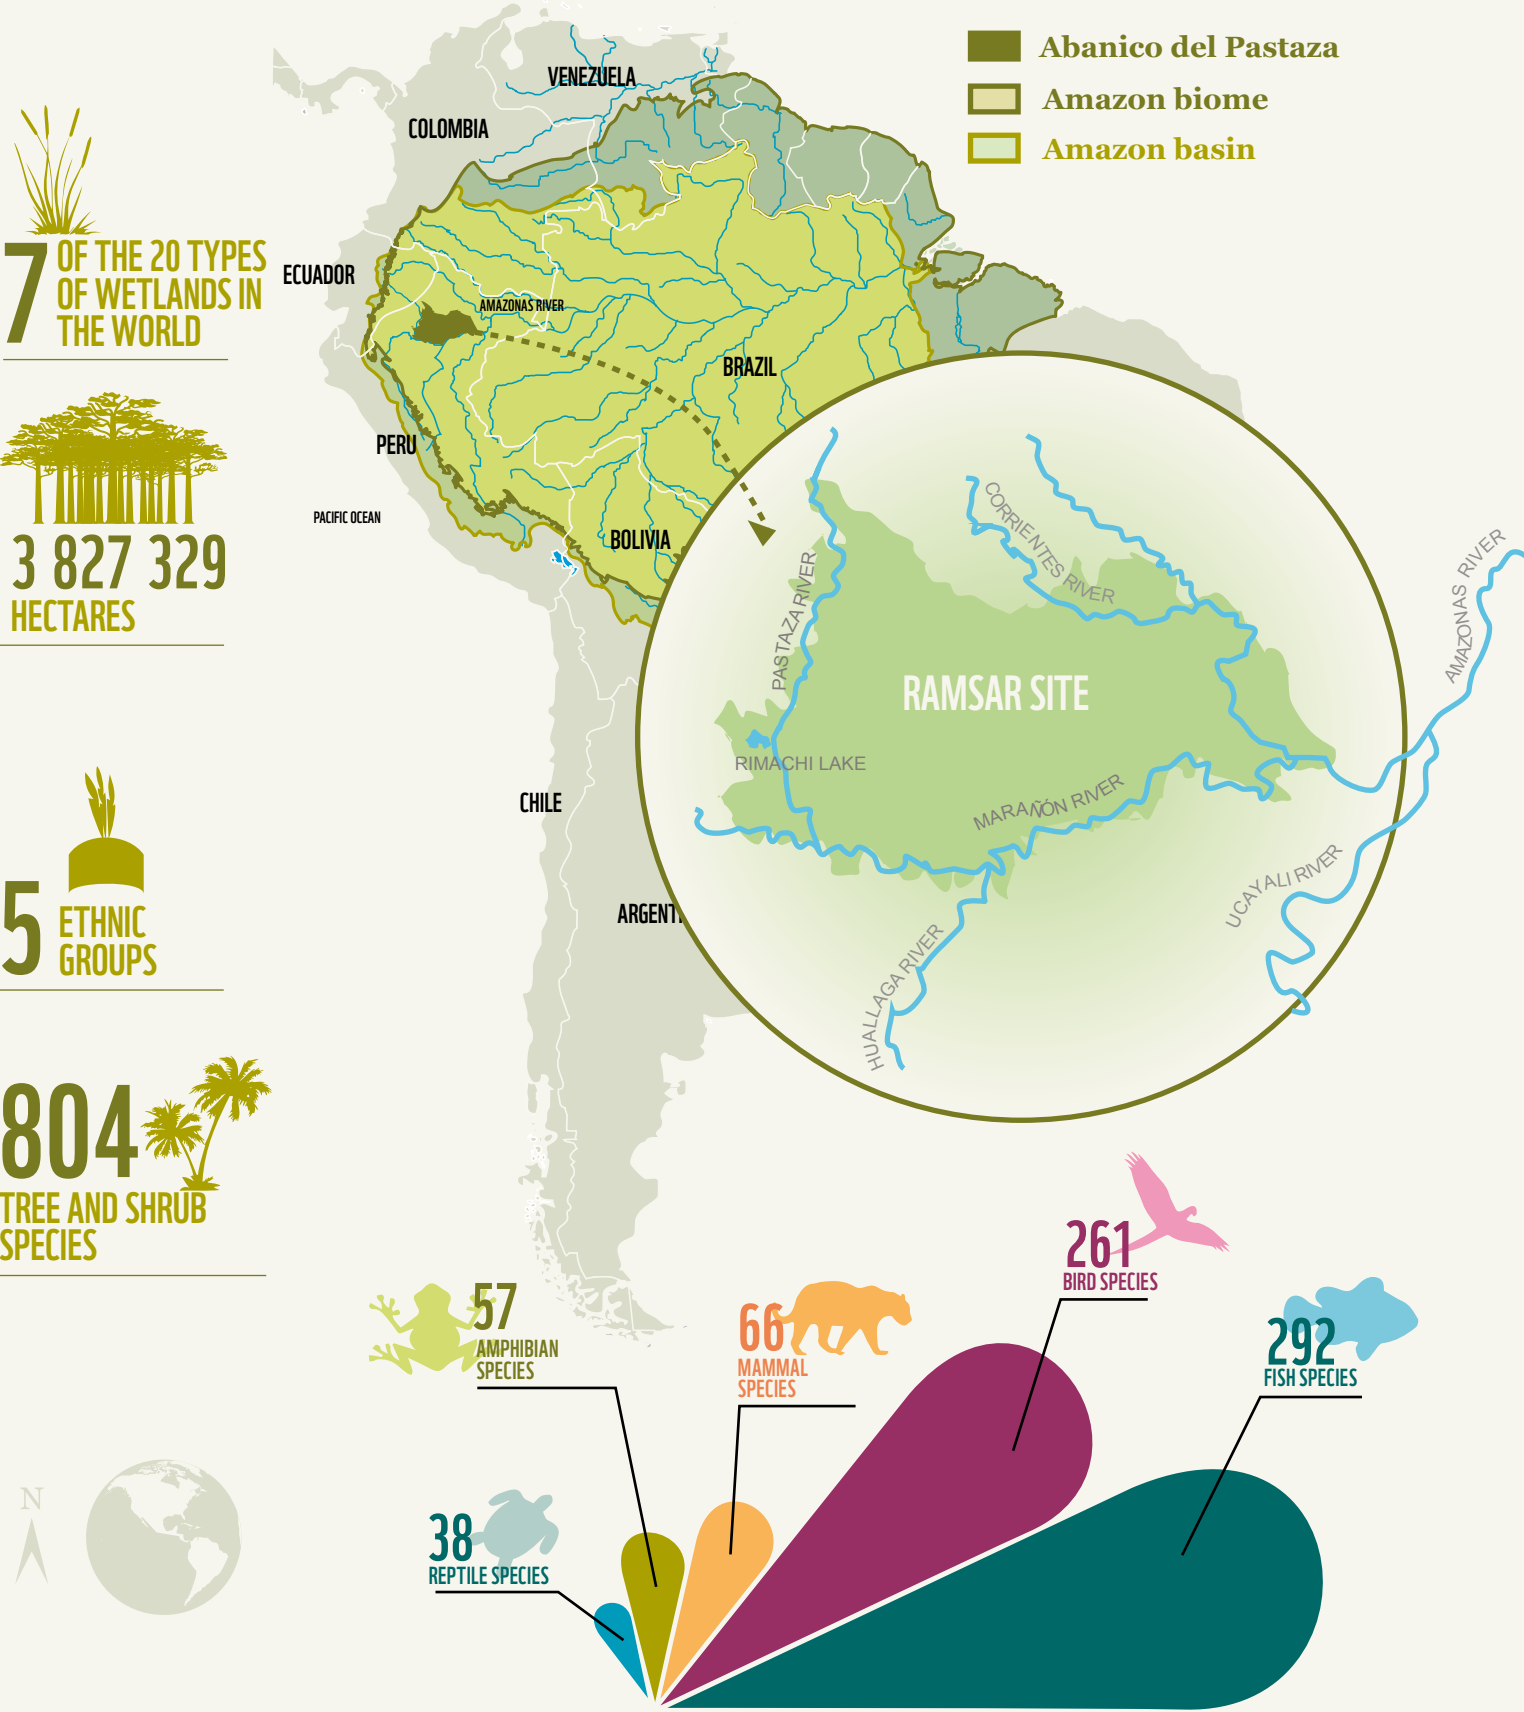 Abanico del Pastaza
Amazon biome
Amazon basin
VENEZUELA
COLOMBIA
ECUADOR
AMAZONAS RIVER
BRAZIL
PERU
PACIFIC OCEAN
BOLIVIA
CHILE
ARGENTI
7
OF THE 20 TYPES
OF WETLANDS IN
THE WORLD
3 827 329
HECTARES
5
ETHNIC
GROUPS
804
TREE AND SHRUB
SPECIES
CORRIENTES RIVER
PASTAZA RIVER
AMAZONAS RIVER
RAMSAR SITE
RIMACHI LAKE
MARAÑÓN RIVER
UCAYALI RIVER
HUALLAGA RIVER
261
BIRD SPECIES
57
AMPHIBIAN
SPECIES
66
MAMMAL
SPECIES
292
FISH SPECIES
38
REPTILE SPECIES
N